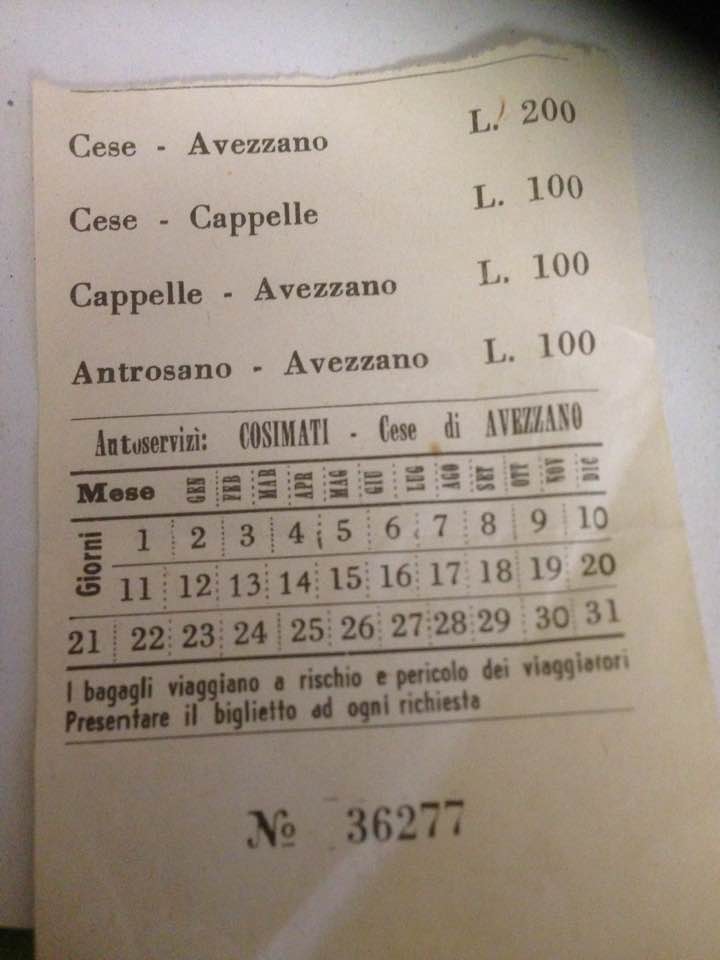 Cese - Avezzano L. 200
Cese - Cappelle L. 100
Cappelle - Avezzano L. 100
Antrosano - Avezzano L. 100
Autoservizi: COSIMATI - Cese di AVEZZANO
Mese GEN FEB MAR APR MAG GIU LUG AGO SET OTT NOV DIC
Giorni 1 2 3 4 5 6 7 8 9 10
11 12 13 14 15 16 17 18 19 20
21 22 23 24 25 26 27 28 29 30 31
I bagagli viaggiano a rischio e pericolo dei viaggiatori
Presentare il biglietto ad ogni richiesta
Nº 36277